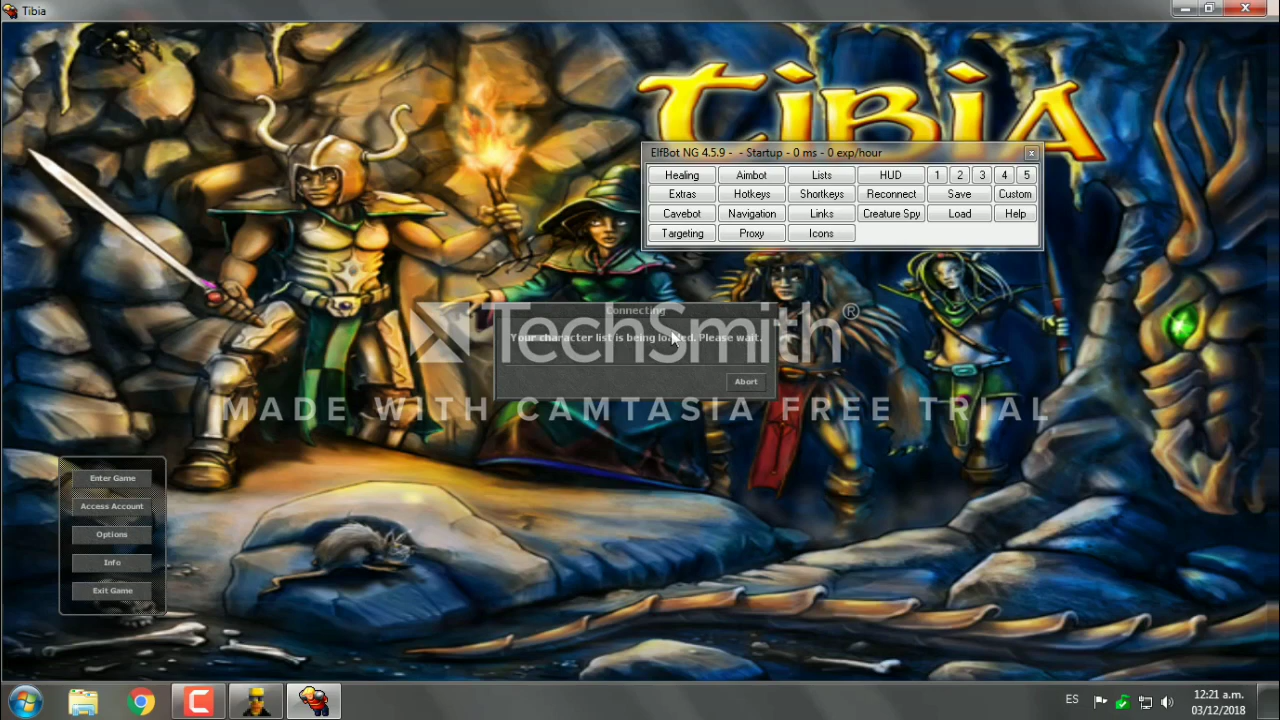 Tibia
TiBiA
ElfBot NG 4.5.9 - - Startup - 0 ms - 0 exp/hour
Healing Aimbot Lists HUD 1 2 3 4 5
Extras Hotkeys Shortkeys Reconnect Save Custom
Cavebot Navigation Links Creature Spy Load Help
Targeting Proxy Icons
Connecting
Your character list is being loaded. Please wait.
Abort
TechSmith®
MADE WITH CAMTASIA FREE TRIAL
Enter Game
Access Account
Options
Info
Exit Game
ES
12:21 a.m.
03/12/2018